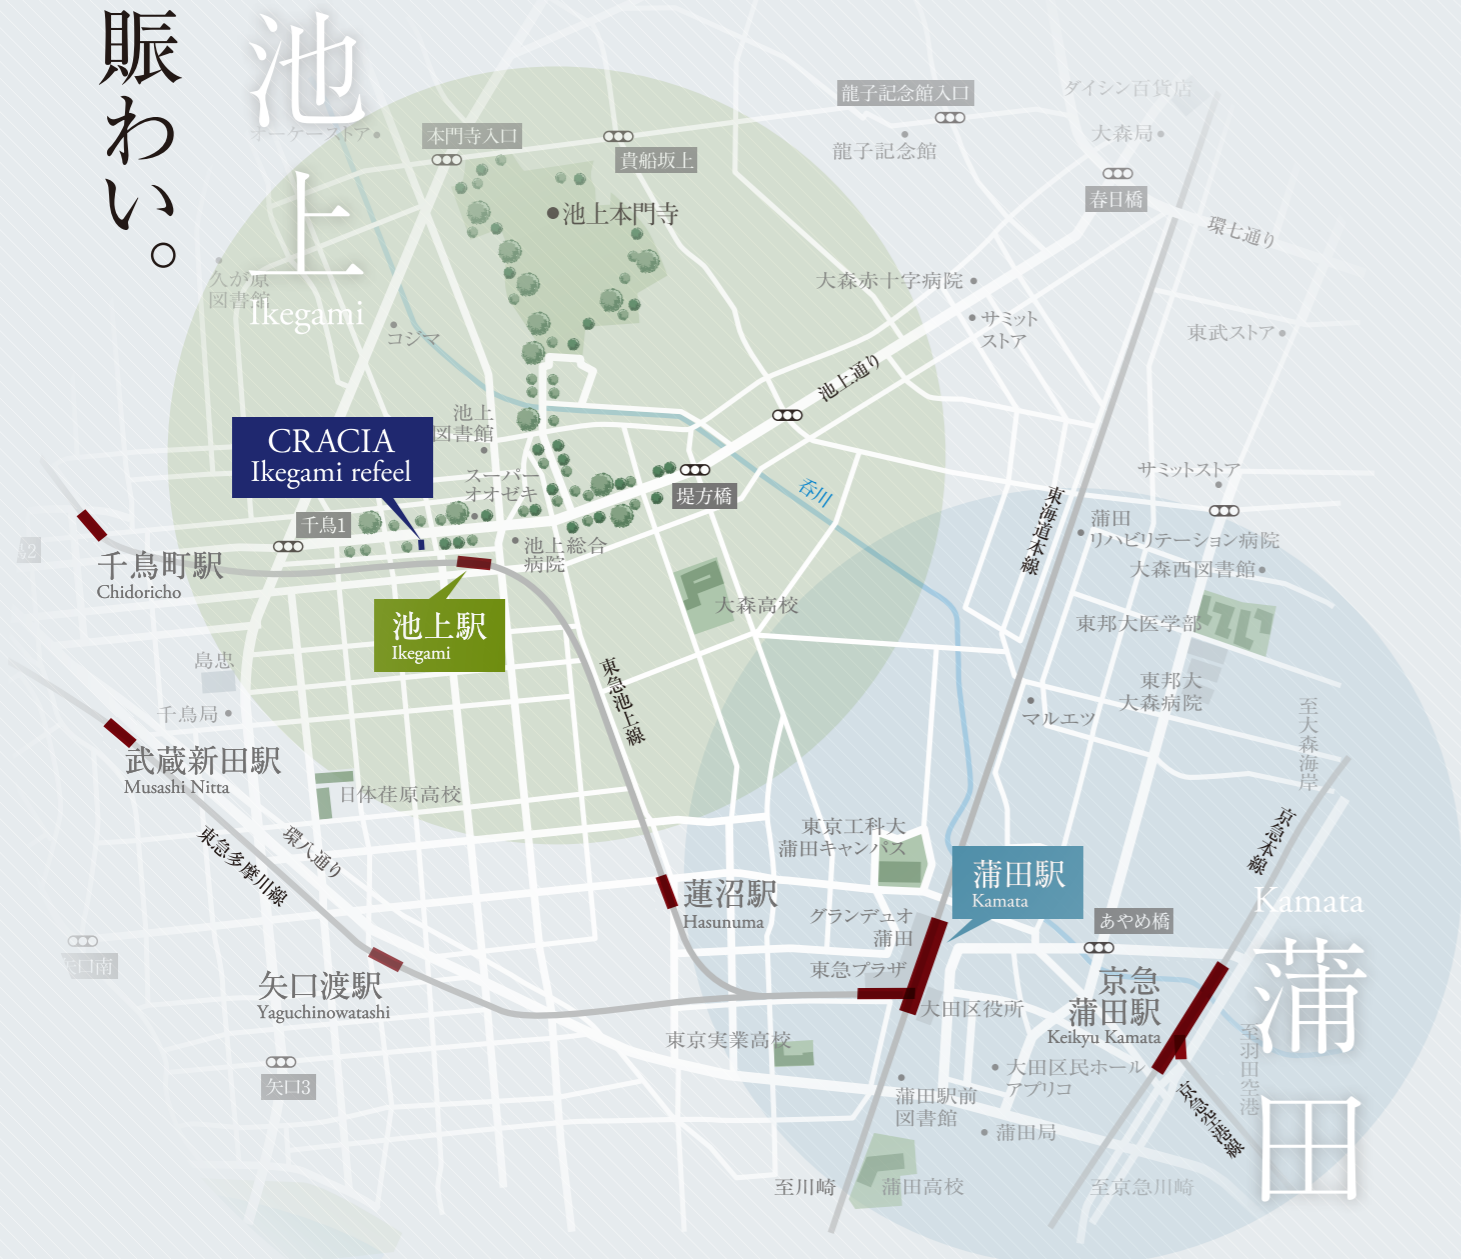 賑わい。
池上
Ikegami
オーケーストア
本門寺入口
貴船坂上
龍子記念館入口
龍子記念館
ダイシン百貨店
大森局
春日橋
環七通り
池上本門寺
久が原
図書館
コジマ
大森赤十字病院
サミット
ストア
東武ストア
池上通り
CRACIA
Ikegami refeel
池上
図書館
スーパー
オオゼキ
堤方橋
呑川
東海道本線
サミットストア
蒲田
リハビリテーション病院
大森西図書館
千鳥1
千鳥町駅
Chidoricho
池上総合
病院
池上駅
Ikegami
大森高校
東邦大医学部
東邦大
大森病院
島忠
千鳥局
東急池上線
マルエツ
至大森海岸
武蔵新田駅
Musashi Nitta
日体荏原高校
環八通り
東急多摩川線
東京工科大
蒲田キャンパス
京急本線
蓮沼駅
Hasunuma
蒲田駅
Kamata
グランデュオ
蒲田
東急プラザ
あやめ橋
Kamata
蒲田
矢口南
矢口渡駅
Yaguchinowatashi
大田区役所
京急
蒲田駅
Keikyu Kamata
東京実業高校
矢口3
大田区民ホール
アプリコ
至羽田空港
京急空港線
蒲田駅前
図書館
蒲田局
至川崎
蒲田高校
至京急川崎